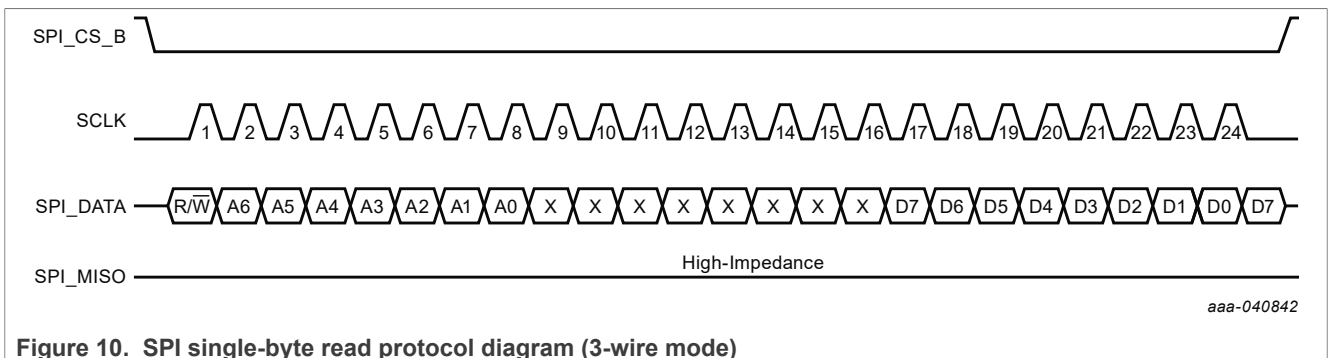 SPI_CS_B
SCLK 1 2 3 4 5 6 7 8 9 10 11 12 13 14 15 16 17 18 19 20 21 22 23 24
SPI_DATA R/W̅ A6 A5 A4 A3 A2 A1 A0 X X X X X X X X D7 D6 D5 D4 D3 D2 D1 D0 D7
High-Impedance
SPI_MISO
aaa-040842
Figure 10. SPI single-byte read protocol diagram (3-wire mode)